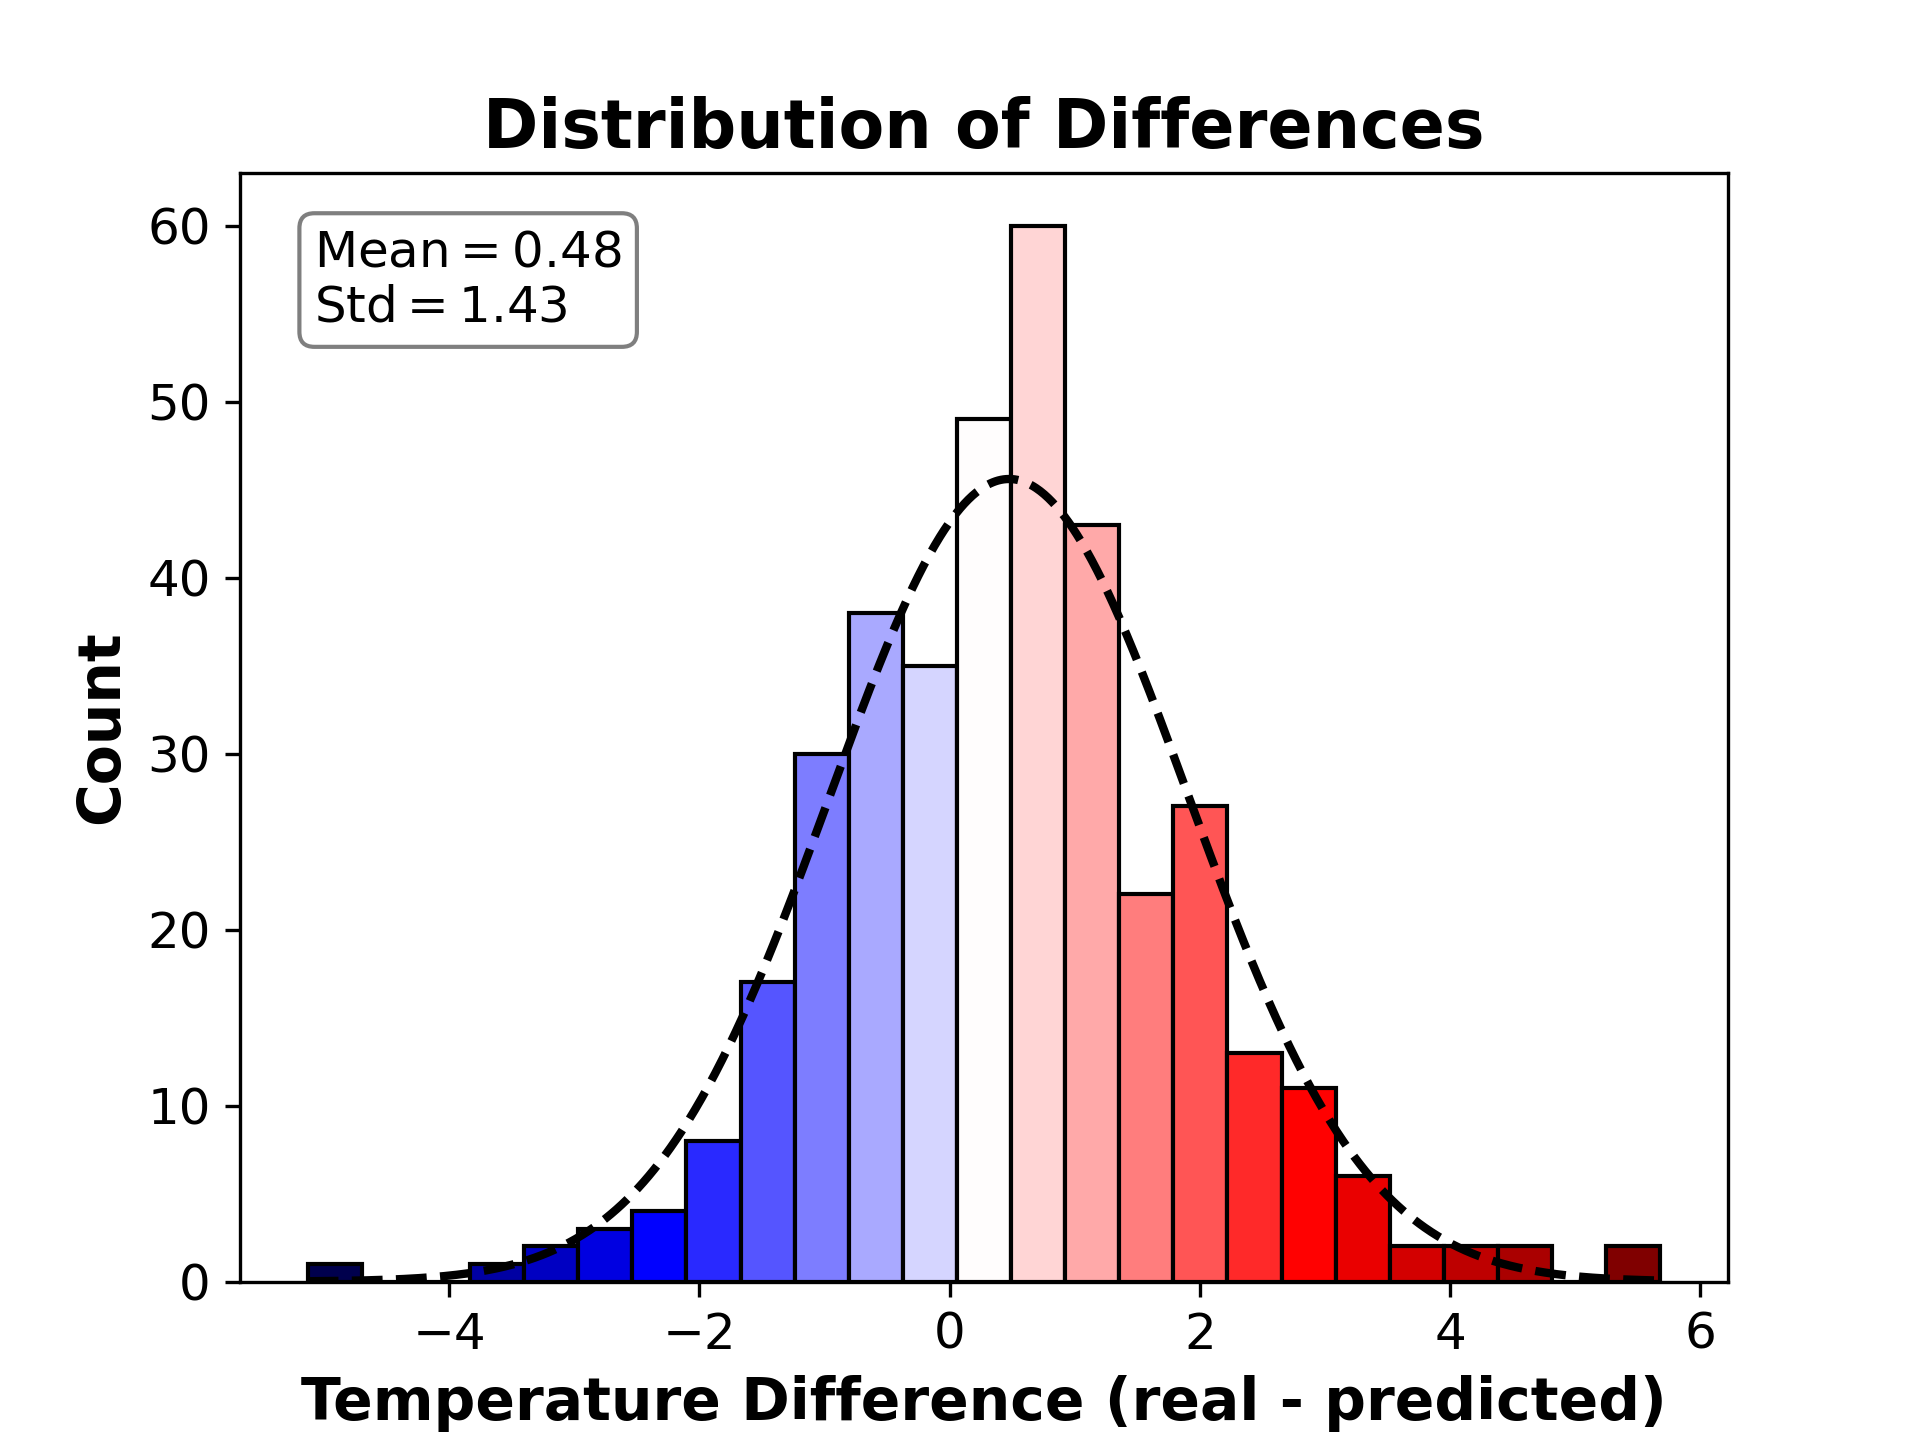 Distribution of Differences
Mean = 0.48
Std = 1.43
60
50
40
30
20
10
0
Count
−4 −2 0 2 4 6
Temperature Difference (real - predicted)